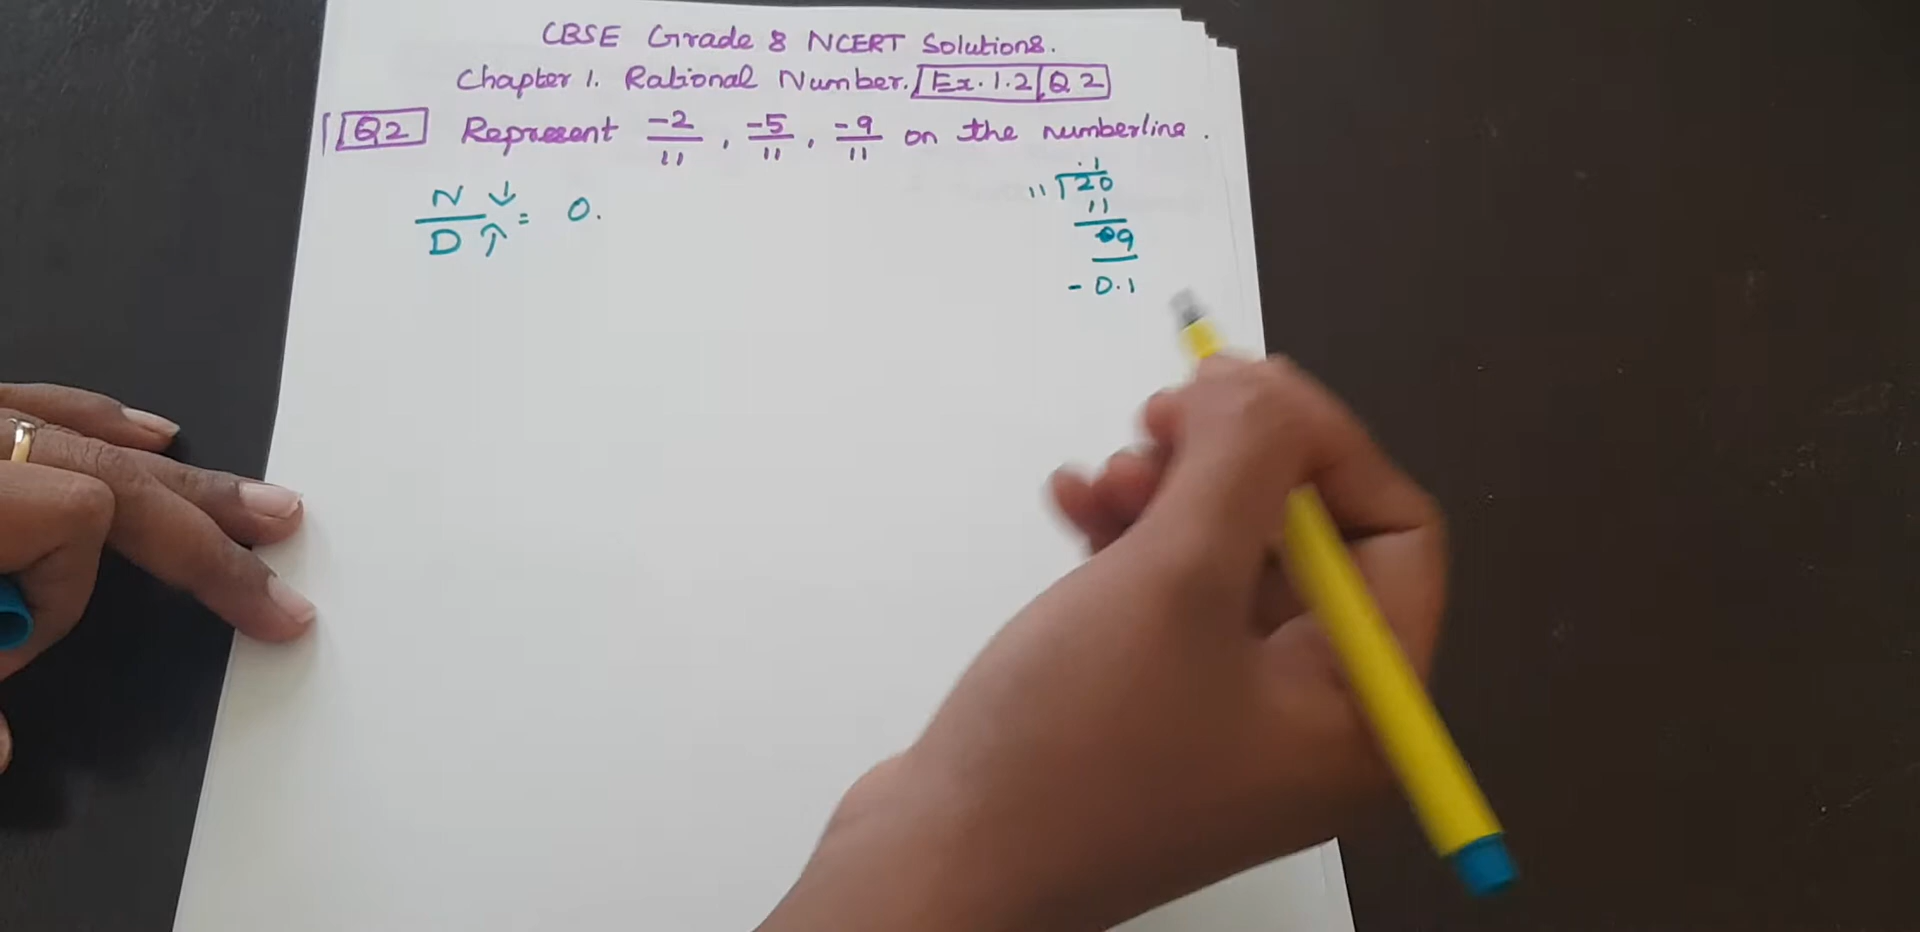 CBSE Grade 8 NCERT Solutions.
Chapter 1. Rational Number. Ex. 1.2 Q 2
Q2 Represent -2/11, -5/11, -9/11 on the numberline.
N ↓
D ↑ = 0.
.1
11 20
11
09
- 0.1